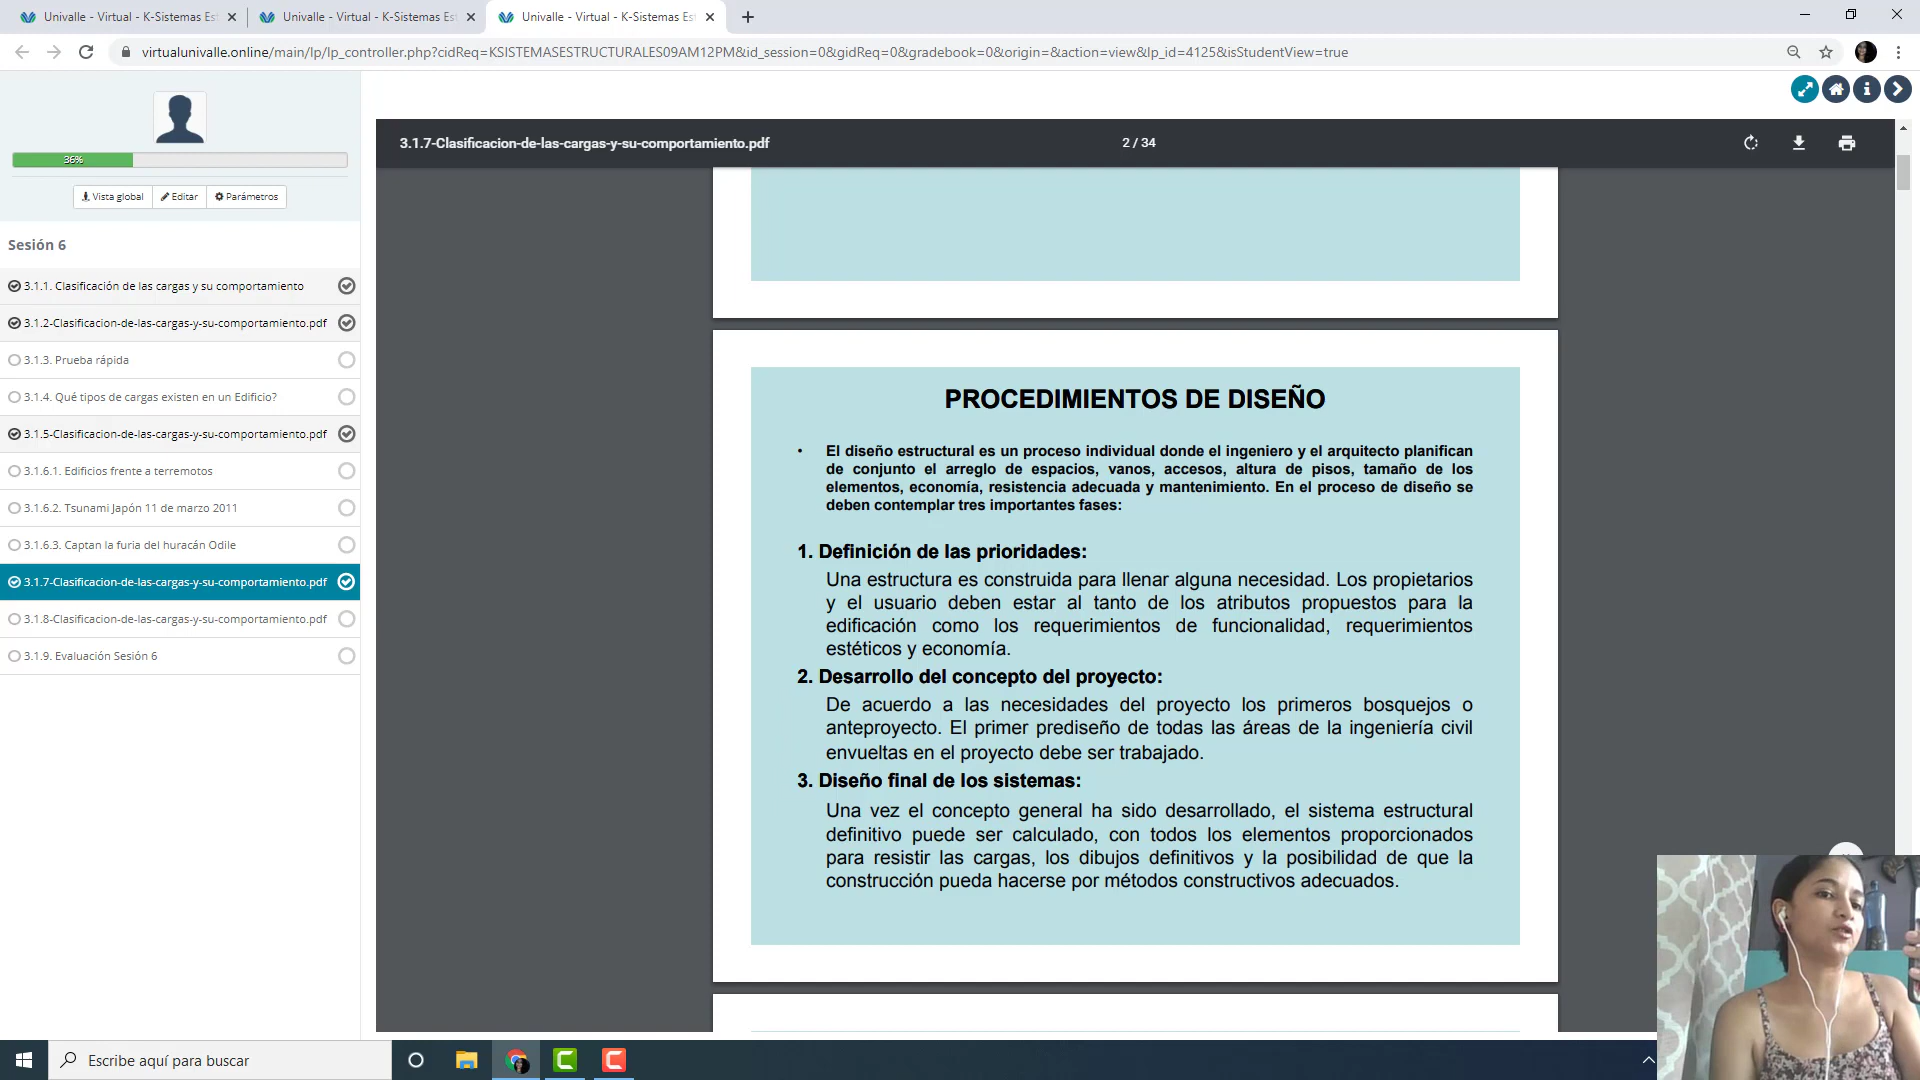 Univalle - Virtual - K-Sistemas Es
Univalle - Virtual - K-Sistemas Es
Univalle - Virtual - K-Sistemas Es
virtualunivalle.online/main/lp/lp_controller.php?cidReq=KSISTEMASESTRUCTURALES09AM12PM&id_session=0&gidReq=0&gradebook=0&origin=&action=view&lp_id=4125&isStudentView=true
36%
Vista global
Editar
Parámetros
Sesión 6
3.1.1. Clasificación de las cargas y su comportamiento
3.1.2-Clasificacion-de-las-cargas-y-su-comportamiento.pdf
3.1.3. Prueba rápida
3.1.4. Qué tipos de cargas existen en un Edificio?
3.1.5-Clasificacion-de-las-cargas-y-su-comportamiento.pdf
3.1.6.1. Edificios frente a terremotos
3.1.6.2. Tsunami Japón 11 de marzo 2011
3.1.6.3. Captan la furia del huracán Odile
3.1.7-Clasificacion-de-las-cargas-y-su-comportamiento.pdf
3.1.8-Clasificacion-de-las-cargas-y-su-comportamiento.pdf
3.1.9. Evaluación Sesión 6
3.1.7-Clasificacion-de-las-cargas-y-su-comportamiento.pdf
2 / 34
PROCEDIMIENTOS DE DISEÑO
• El diseño estructural es un proceso individual donde el ingeniero y el arquitecto planifican
de conjunto el arreglo de espacios, vanos, accesos, altura de pisos, tamaño de los
elementos, economía, resistencia adecuada y mantenimiento. En el proceso de diseño se
deben contemplar tres importantes fases:
1. Definición de las prioridades:
Una estructura es construida para llenar alguna necesidad. Los propietarios
y el usuario deben estar al tanto de los atributos propuestos para la
edificación como los requerimientos de funcionalidad, requerimientos
estéticos y economía.
2. Desarrollo del concepto del proyecto:
De acuerdo a las necesidades del proyecto los primeros bosquejos o
anteproyecto. El primer prediseño de todas las áreas de la ingeniería civil
envueltas en el proyecto debe ser trabajado.
3. Diseño final de los sistemas:
Una vez el concepto general ha sido desarrollado, el sistema estructural
definitivo puede ser calculado, con todos los elementos proporcionados
para resistir las cargas, los dibujos definitivos y la posibilidad de que la
construcción pueda hacerse por métodos constructivos adecuados.
Escribe aquí para buscar